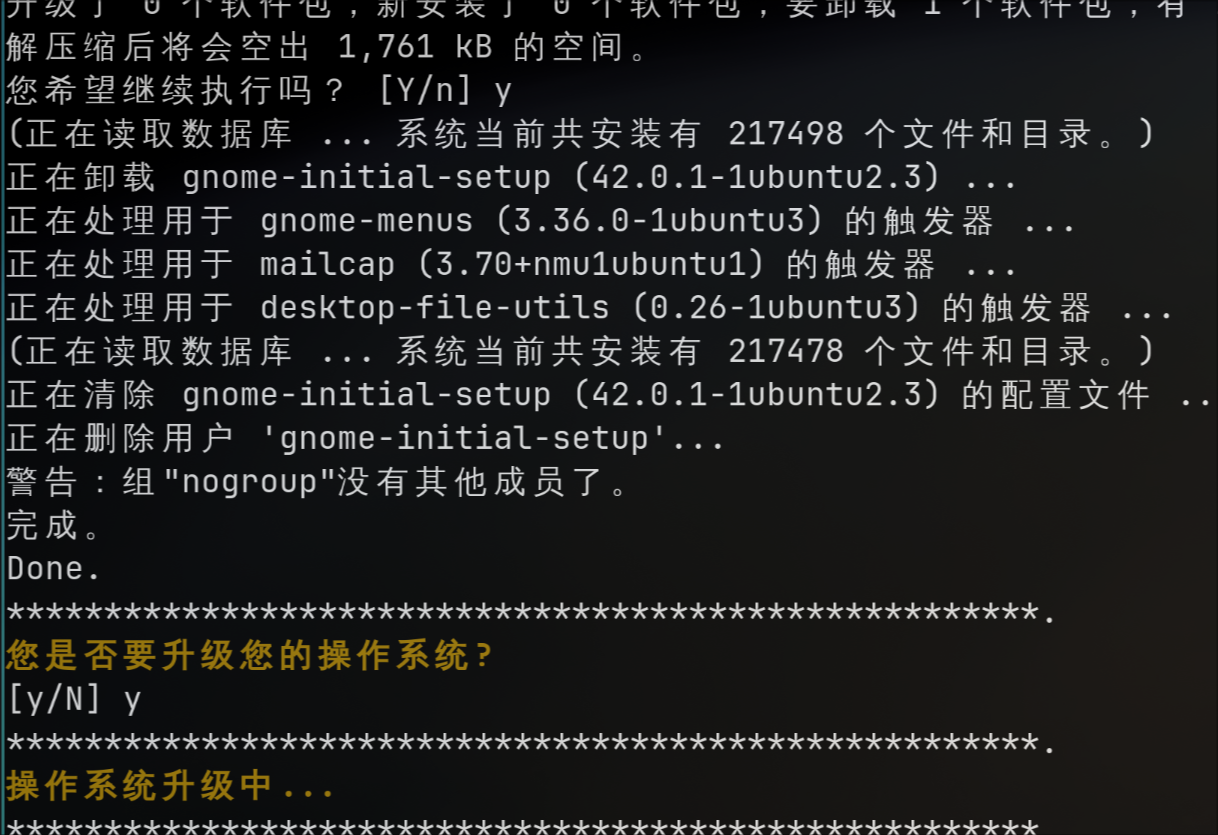 升级了 0 个软件包，新安装了 0 个软件包，要卸载 1 个软件包，有
解压缩后将会空出 1,761 kB 的空间。
您希望继续执行吗？ [Y/n] y
(正在读取数据库 ... 系统当前共安装有 217498 个文件和目录。)
正在卸载 gnome-initial-setup (42.0.1-1ubuntu2.3) ...
正在处理用于 gnome-menus (3.36.0-1ubuntu3) 的触发器 ...
正在处理用于 mailcap (3.70+nmu1ubuntu1) 的触发器 ...
正在处理用于 desktop-file-utils (0.26-1ubuntu3) 的触发器 ...
(正在读取数据库 ... 系统当前共安装有 217478 个文件和目录。)
正在清除 gnome-initial-setup (42.0.1-1ubuntu2.3) 的配置文件 ..
正在删除用户 'gnome-initial-setup'...
警告：组"nogroup"没有其他成员了。
完成。
Done.
*****************************************************.
您是否要升级您的操作系统?
[y/N] y
*****************************************************.
操作系统升级中...
*****************************************************